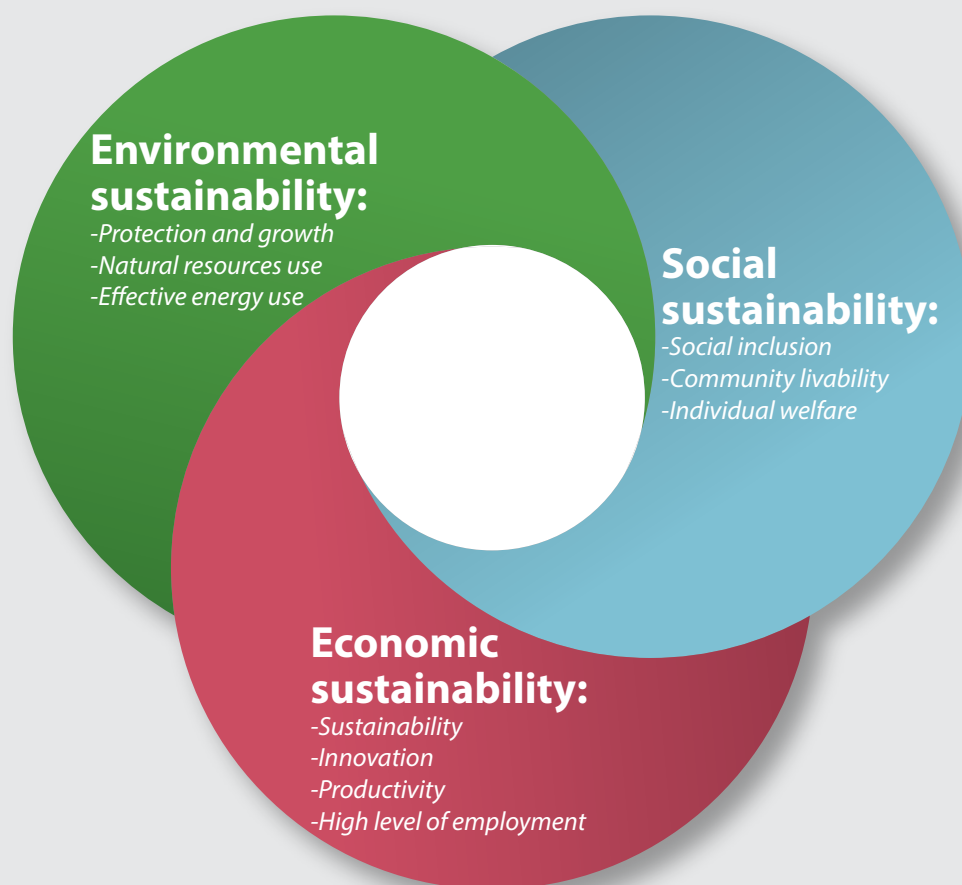 Environmental
sustainability:
-Protection and growth
-Natural resources use
-Effective energy use
Social
sustainability:
-Social inclusion
-Community livability
-Individual welfare
Economic
sustainability:
-Sustainability
-Innovation
-Productivity
-High level of employment